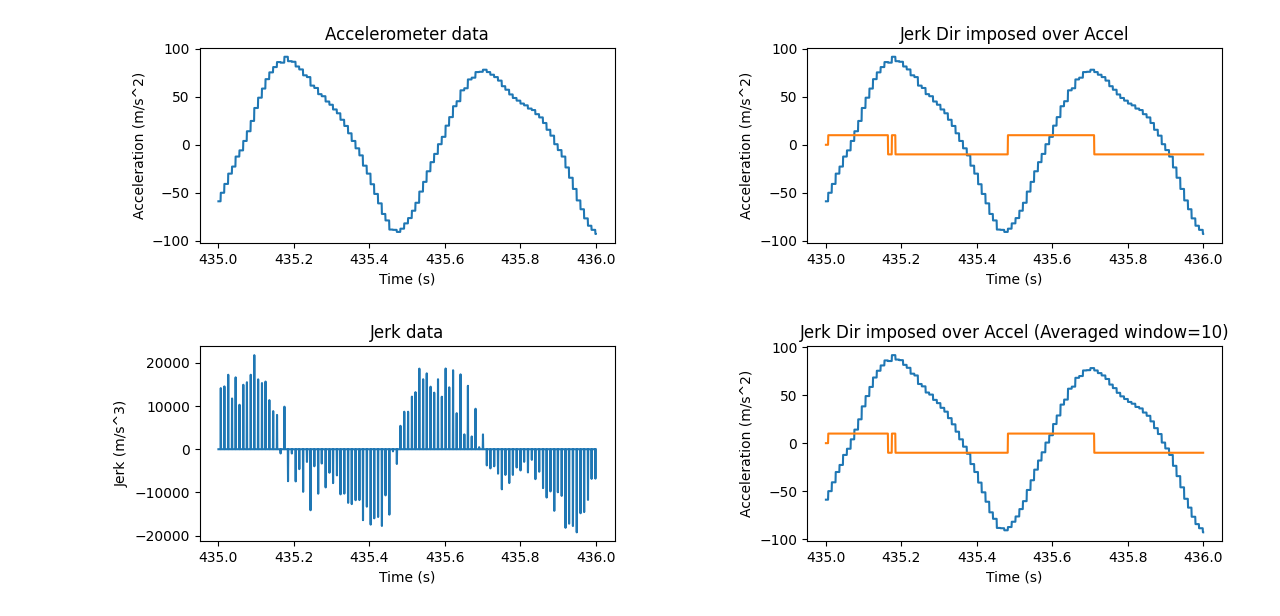 Accelerometer data
100
50
0
−50
−100
Acceleration (m/s^2)
435.0 435.2 435.4 435.6 435.8 436.0
Time (s)
Jerk Dir imposed over Accel
100
50
0
−50
−100
Acceleration (m/s^2)
435.0 435.2 435.4 435.6 435.8 436.0
Time (s)
Jerk data
20000
10000
0
−10000
−20000
Jerk (m/s^3)
435.0 435.2 435.4 435.6 435.8 436.0
Time (s)
Jerk Dir imposed over Accel (Averaged window=10)
100
50
0
−50
−100
Acceleration (m/s^2)
435.0 435.2 435.4 435.6 435.8 436.0
Time (s)